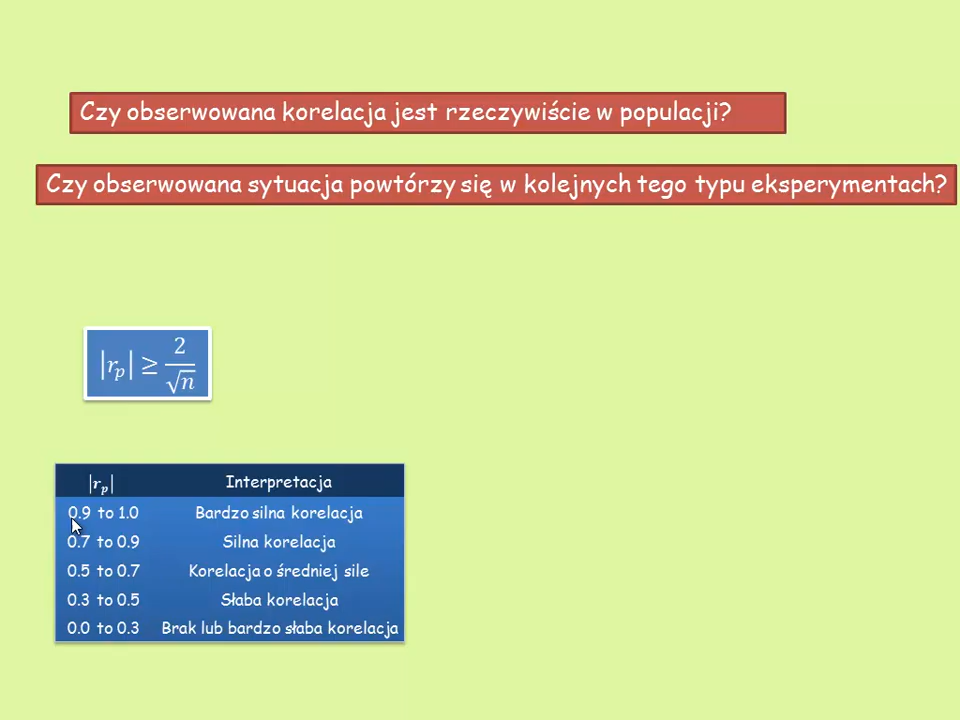 Czy obserwowana korelacja jest rzeczywiście w populacji?
Czy obserwowana sytuacja powtórzy się w kolejnych tego typu eksperymentach?
|rₚ| ≥ 2/√n
|rₚ| Interpretacja
0.9 to 1.0 Bardzo silna korelacja
0.7 to 0.9 Silna korelacja
0.5 to 0.7 Korelacja o średniej sile
0.3 to 0.5 Słaba korelacja
0.0 to 0.3 Brak lub bardzo słaba korelacja